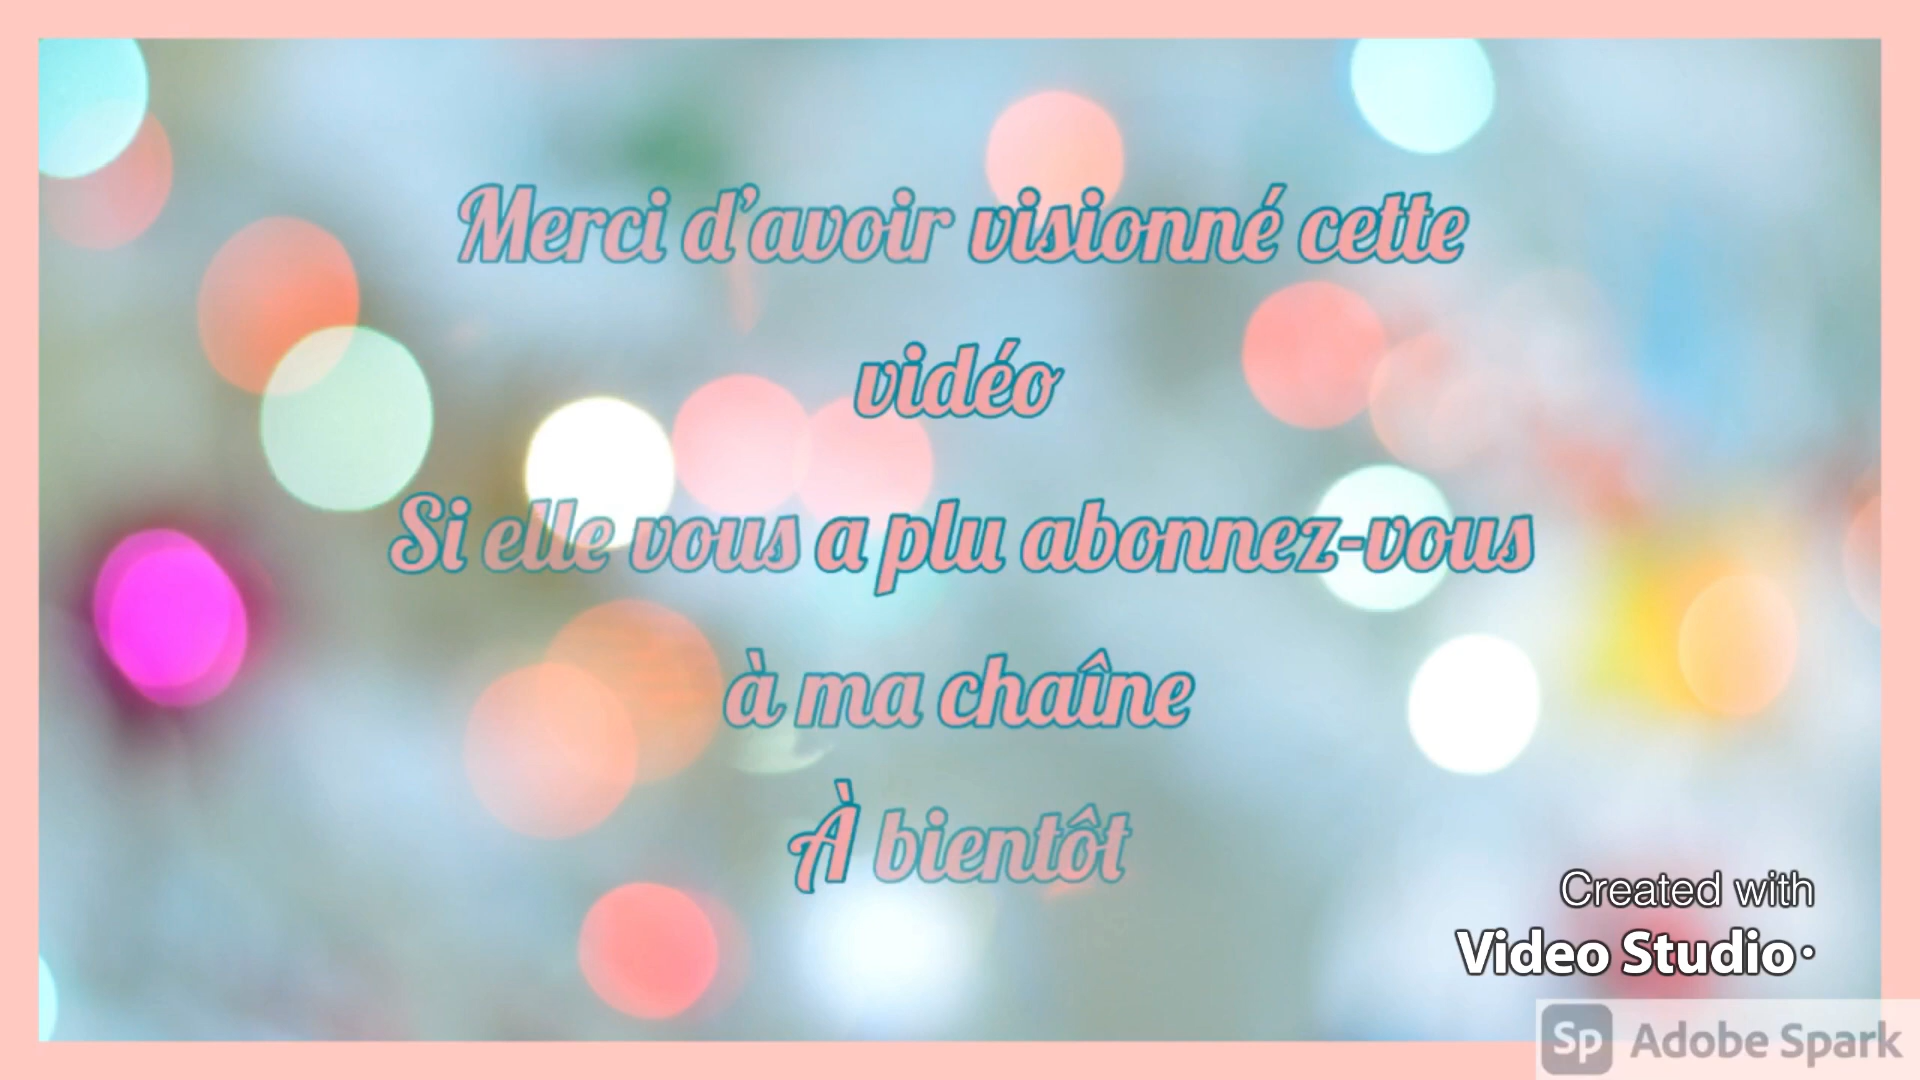 Merci d’avoir visionné cette
vidéo
Si elle vous a plu abonnez-vous
à ma chaîne
À bientôt
Created with
Video Studio·
Sp Adobe Spark